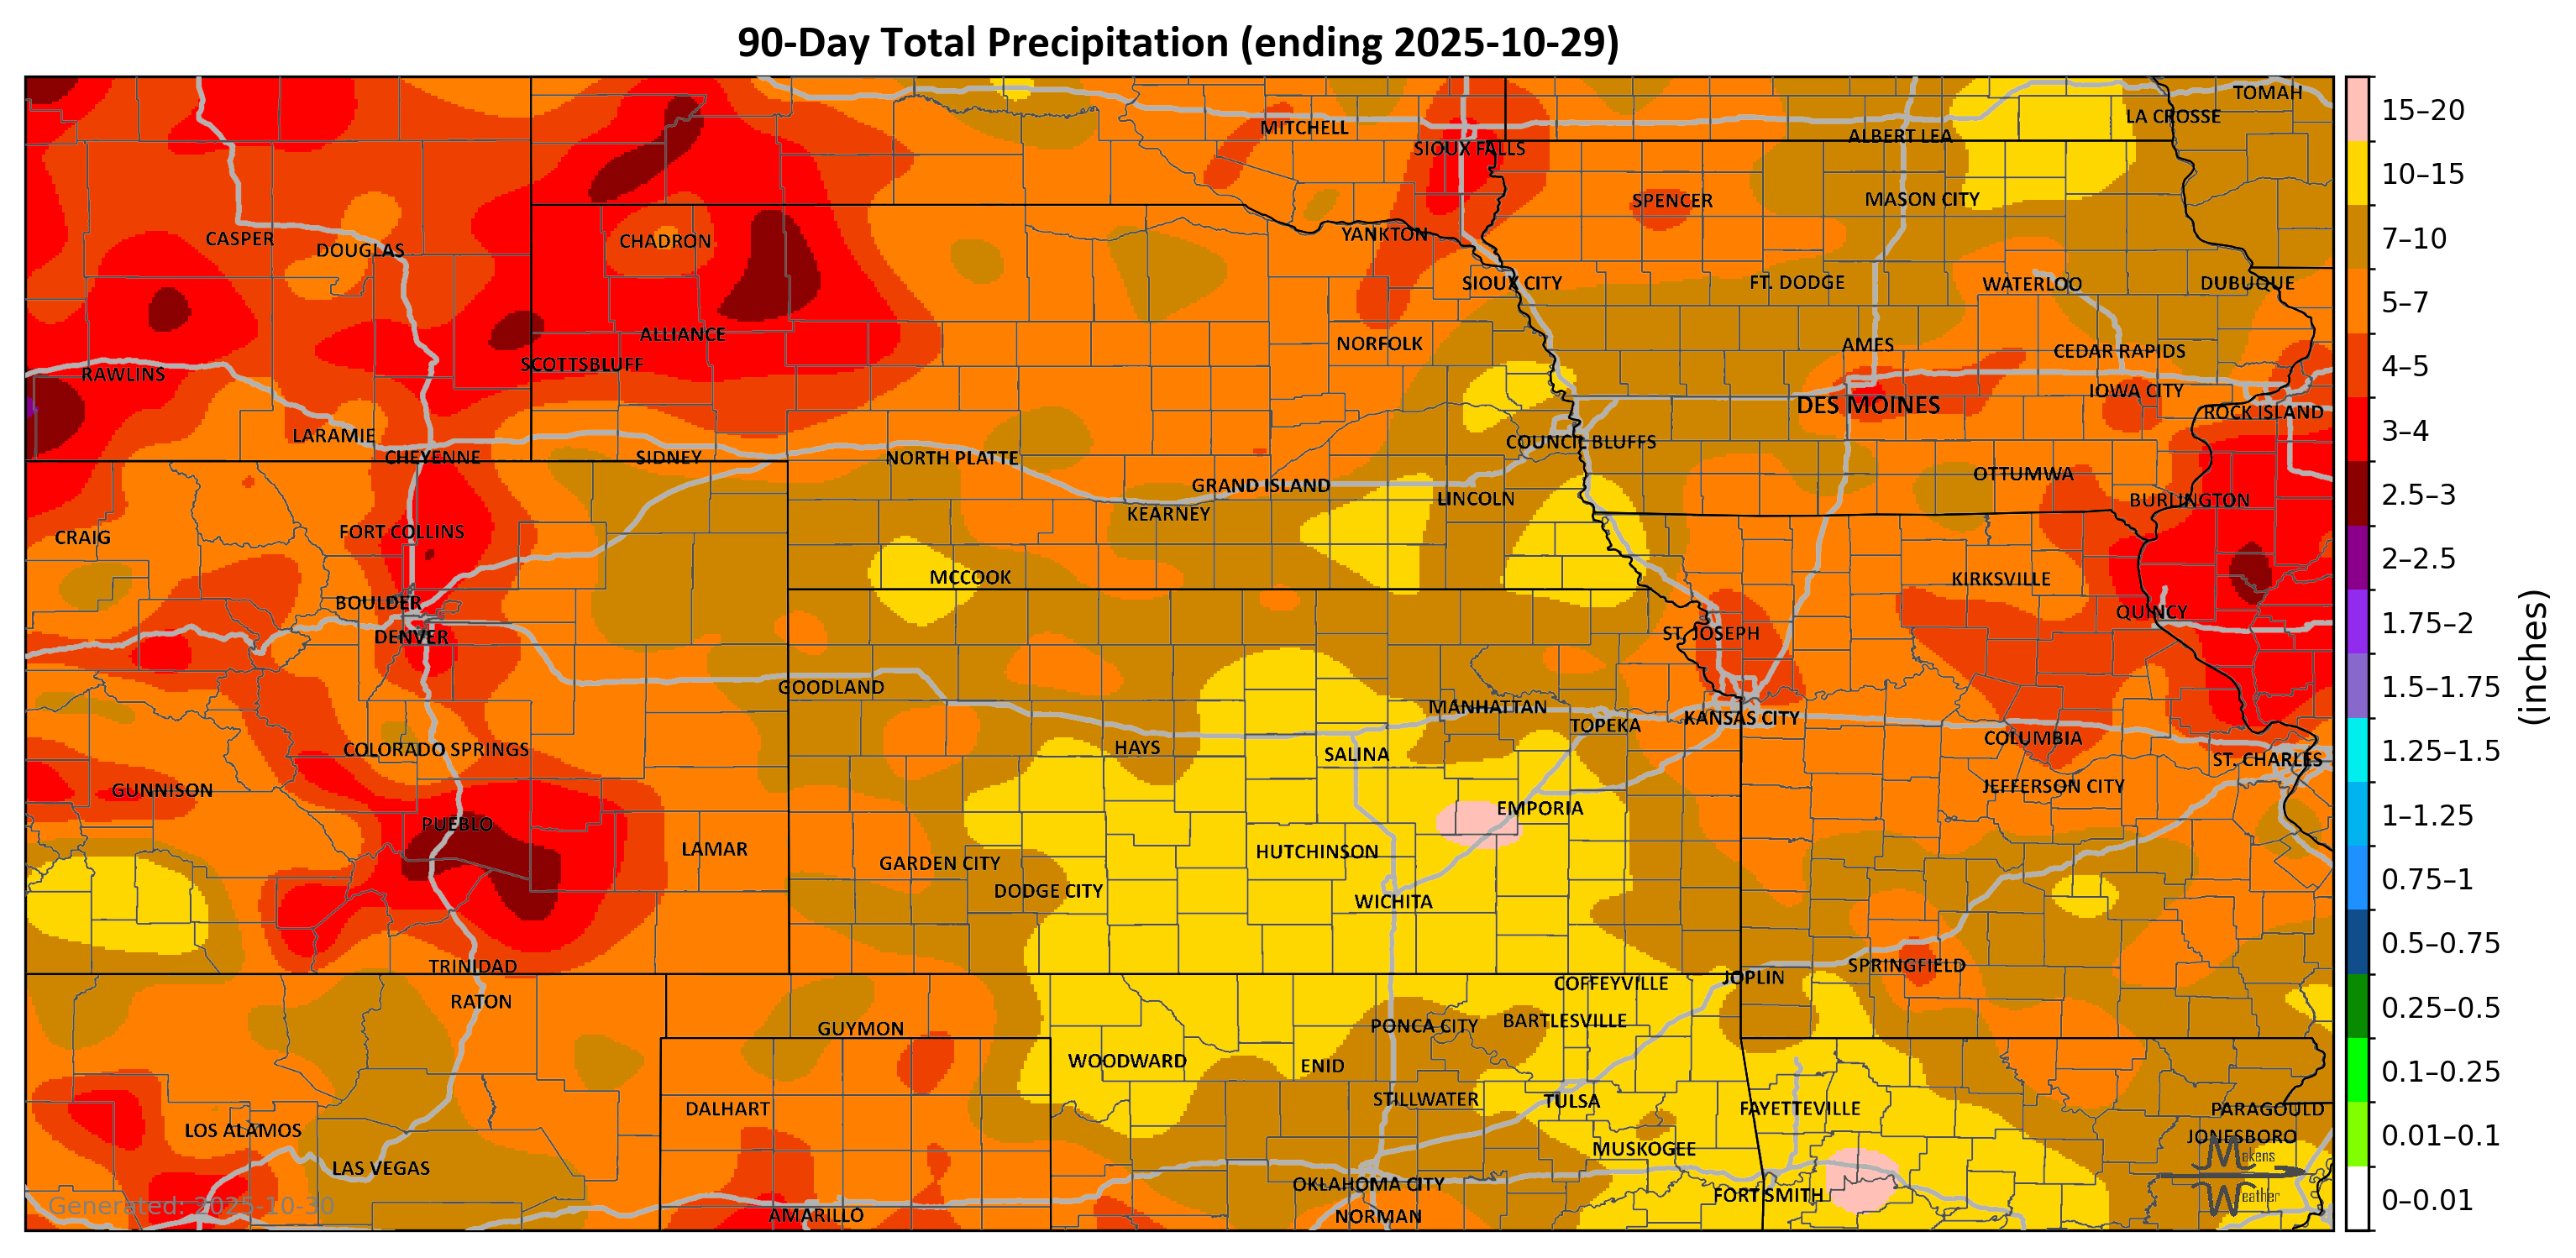 90-Day Total Precipitation (ending 2025-10-29)
TOMAH
LA CROSSE
MITCHELL
ALBERT LEA
SIOUX FALLS
SPENCER
MASON CITY
CASPER
DOUGLAS
CHADRON
YANKTON
SIOUX CITY
FT. DODGE
WATERLOO
DUBUQUE
ALLIANCE
NORFOLK
AMES
CEDAR RAPIDS
SCOTTSBLUFF
RAWLINS
IOWA CITY
DES MOINES
ROCK ISLAND
LARAMIE
COUNCIL BLUFFS
CHEYENNE
SIDNEY
NORTH PLATTE
OTTUMWA
GRAND ISLAND
LINCOLN
BURLINGTON
KEARNEY
FORT COLLINS
CRAIG
MCCOOK
KIRKSVILLE
BOULDER
QUINCY
DENVER
ST. JOSEPH
GOODLAND
MANHATTAN
KANSAS CITY
TOPEKA
COLUMBIA
COLORADO SPRINGS
HAYS
SALINA
ST. CHARLES
GUNNISON
JEFFERSON CITY
EMPORIA
PUEBLO
LAMAR
HUTCHINSON
GARDEN CITY
DODGE CITY
WICHITA
TRINIDAD
SPRINGFIELD
JOPLIN
COFFEYVILLE
RATON
BARTLESVILLE
PONCA CITY
GUYMON
WOODWARD
ENID
STILLWATER
TULSA
DALHART
FAYETTEVILLE
PARAGOULD
LOS ALAMOS
JONESBORO
MUSKOGEE
LAS VEGAS
OKLAHOMA CITY
FORT SMITH
AMARILLO
NORMAN
Generated: 2025-10-30
Makens
Weather
15–20
10–15
7–10
5–7
4–5
3–4
2.5–3
2–2.5
1.75–2
1.5–1.75
1.25–1.5
1–1.25
0.75–1
0.5–0.75
0.25–0.5
0.1–0.25
0.01–0.1
0–0.01
(inches)